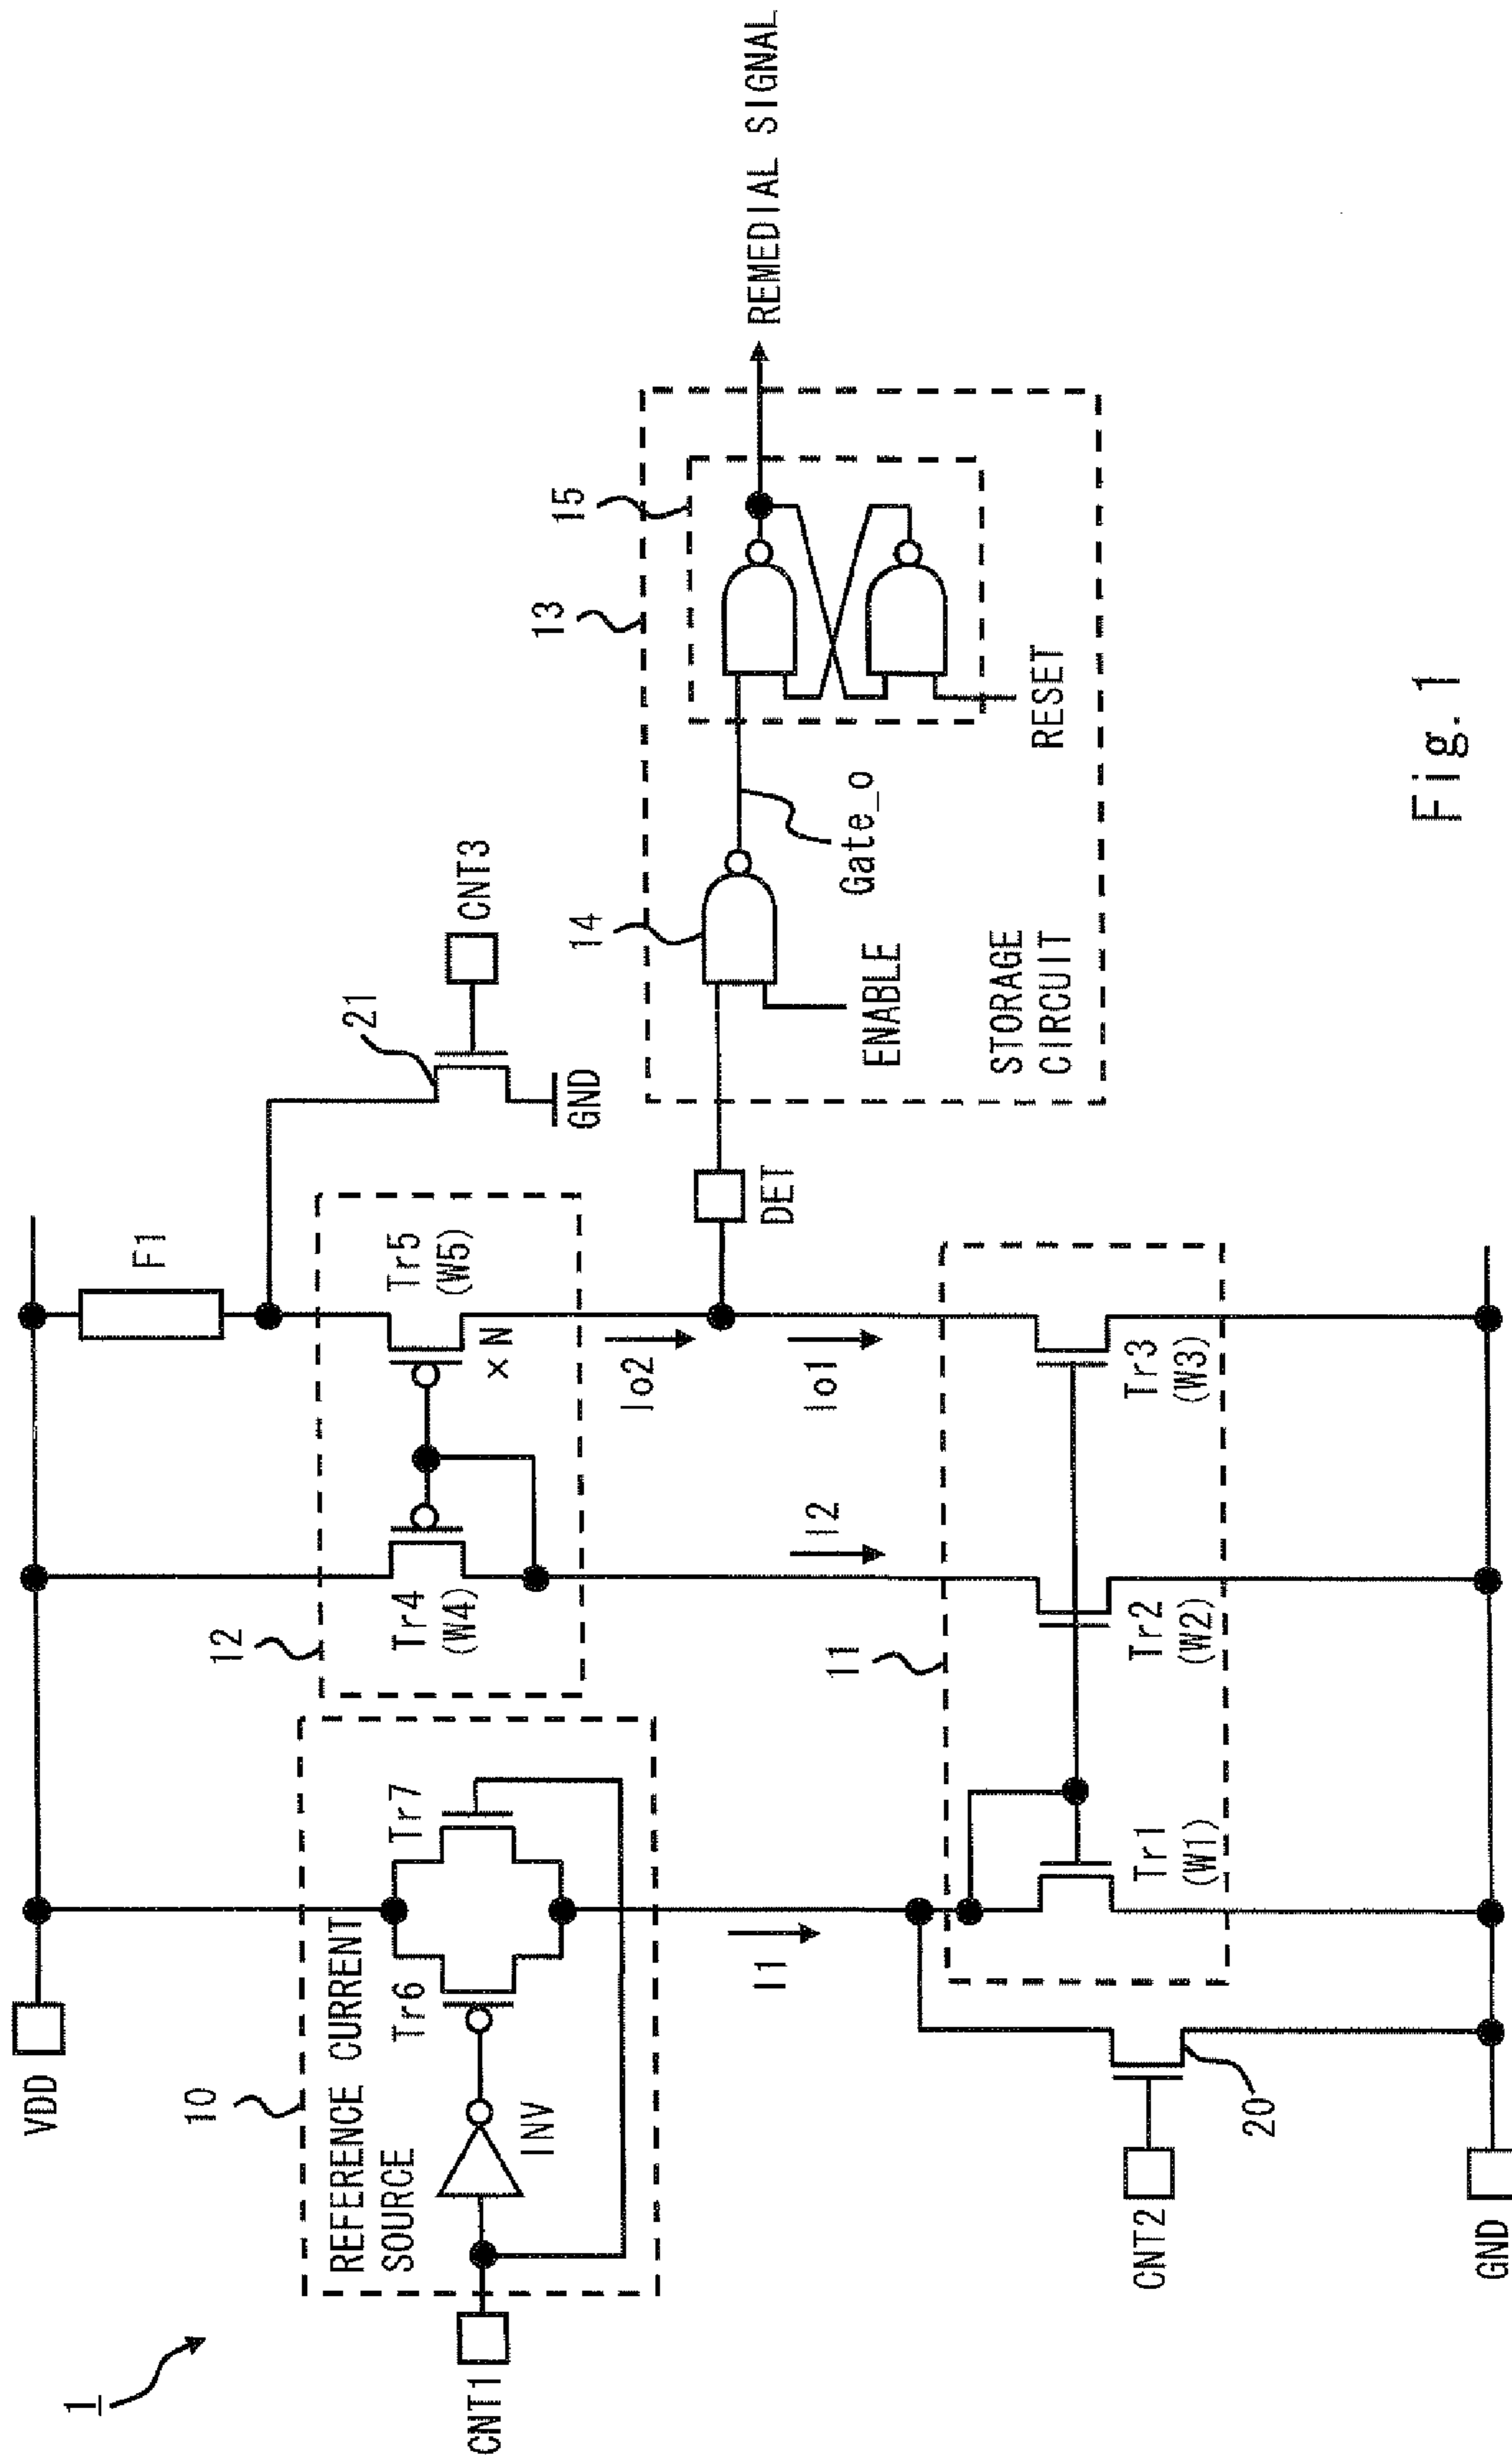 1
VDD
10
REFERENCE CURRENT
SOURCE
Tr6
Tr7
INV
CNT1
12
Tr4
(W4)
Tr5
(W5)
×N
F1
21
CNT3
GND
I1
I2
Io2
Io1
DET
11
Tr1
(W1)
Tr2
(W2)
Tr3
(W3)
CNT2
20
GND
13
14
15
ENABLE
Gate_o
RESET
STORAGE
CIRCUIT
REMEDIAL SIGNAL
Fig. 1